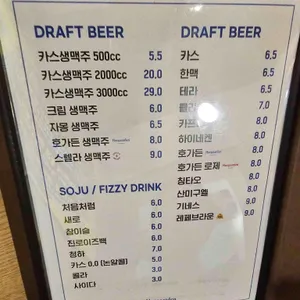 DRAFT BEER
카스생맥주 500cc 5.5
카스생맥주 2000cc 20.0
카스생맥주 3000cc 29.0
크림 생맥주 6.0
자몽 생맥주 6.5
호가든 생맥주 8.0
스텔라 생맥주 9.0
SOJU / FIZZY DRINK
처음처럼 6.0
새로 6.0
참이슬 6.0
진로이즈백 6.0
청하 7.0
카스 0.0 (논알콜) 5.0
콜라 3.0
사이다 3.0
DRAFT BEER
카스 6.5
한맥 6.5
테라 6.5
7.0
8.0
하이네켄 8.0
호가든 8.0
호가든 로제 8.0
칭타오 8.0
산미구엘 8.0
기네스 9.0
레페브라운 9.0